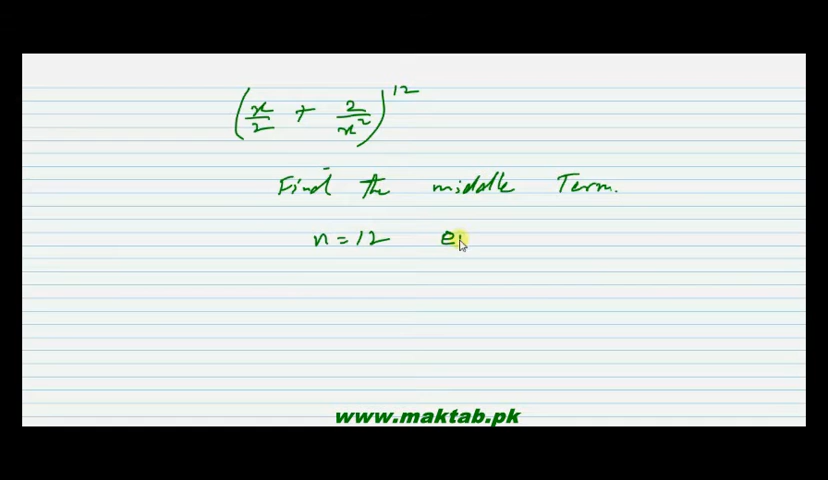 (x/2 + 2/x²)¹²
Find the middle Term.
n = 12 e
www.maktab.pk